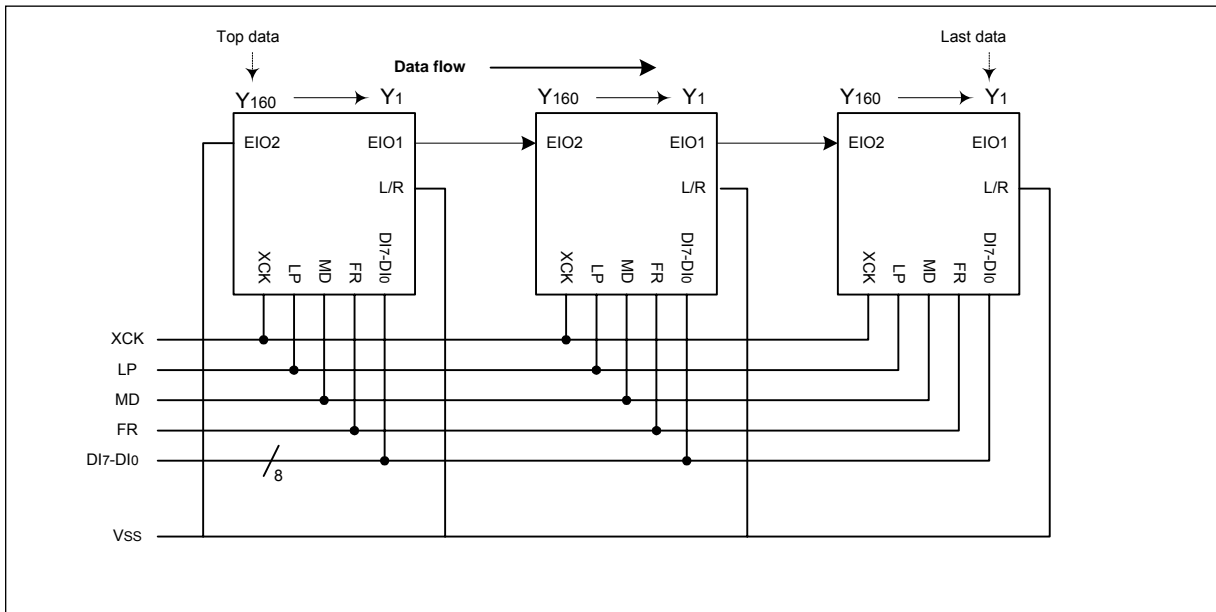 Top data
Last data
Data flow
Y160 Y1
Y160 Y1
Y160 Y1
EIO2 EIO1
EIO2 EIO1
EIO2 EIO1
L/R
L/R
L/R
XCK LP MD FR DI7-DI0
XCK LP MD FR DI7-DI0
XCK LP MD FR DI7-DI0
XCK
LP
MD
FR
DI7-DI0
8
VSS